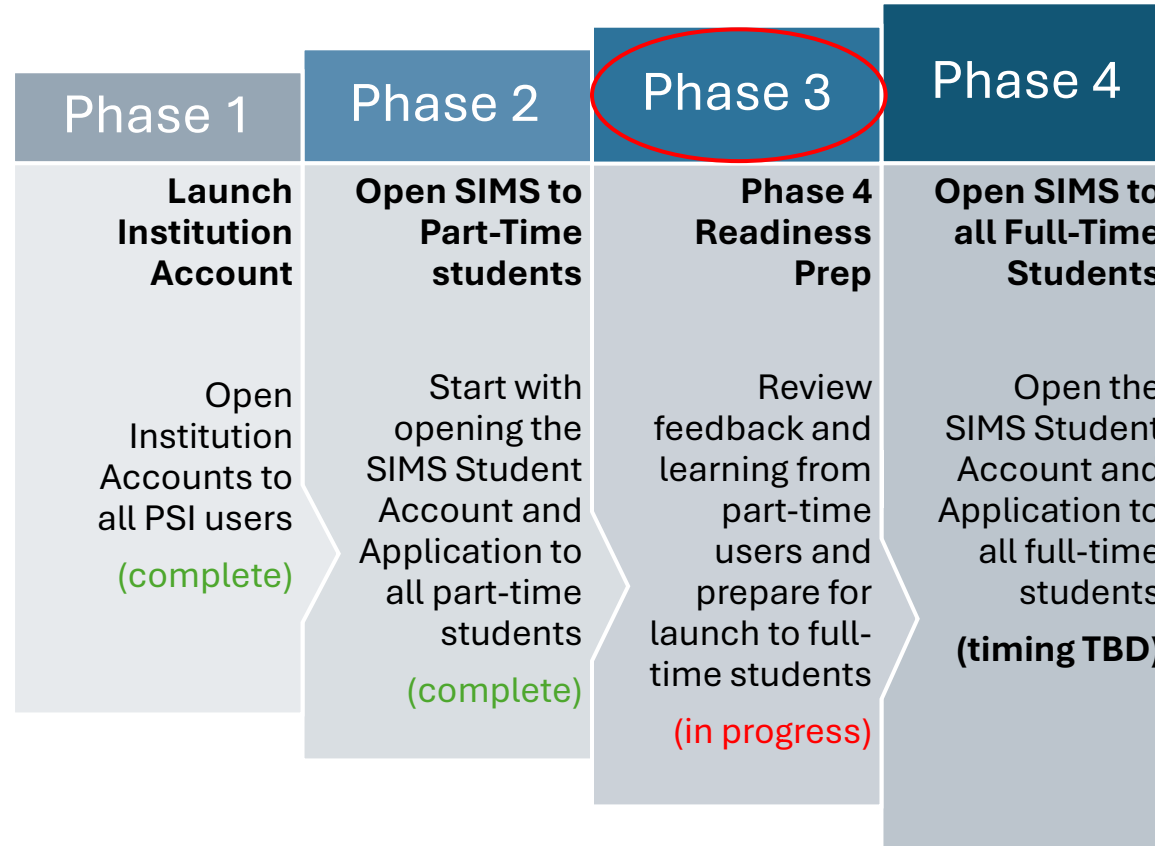 Phase 1
Launch
Institution
Account
Open
Institution
Accounts to
all PSI users
(complete)
Phase 2
Open SIMS to
Part-Time
students
Start with
opening the
SIMS Student
Account and
Application to
all part-time
students
(complete)
Phase 3
Phase 4
Readiness
Prep
Review
feedback and
learning from
part-time
users and
prepare for
launch to full-
time students
(in progress)
Phase 4
Open SIMS to
all Full-Time
Students
Open the
SIMS Student
Account and
Application to
all full-time
students
(timing TBD)